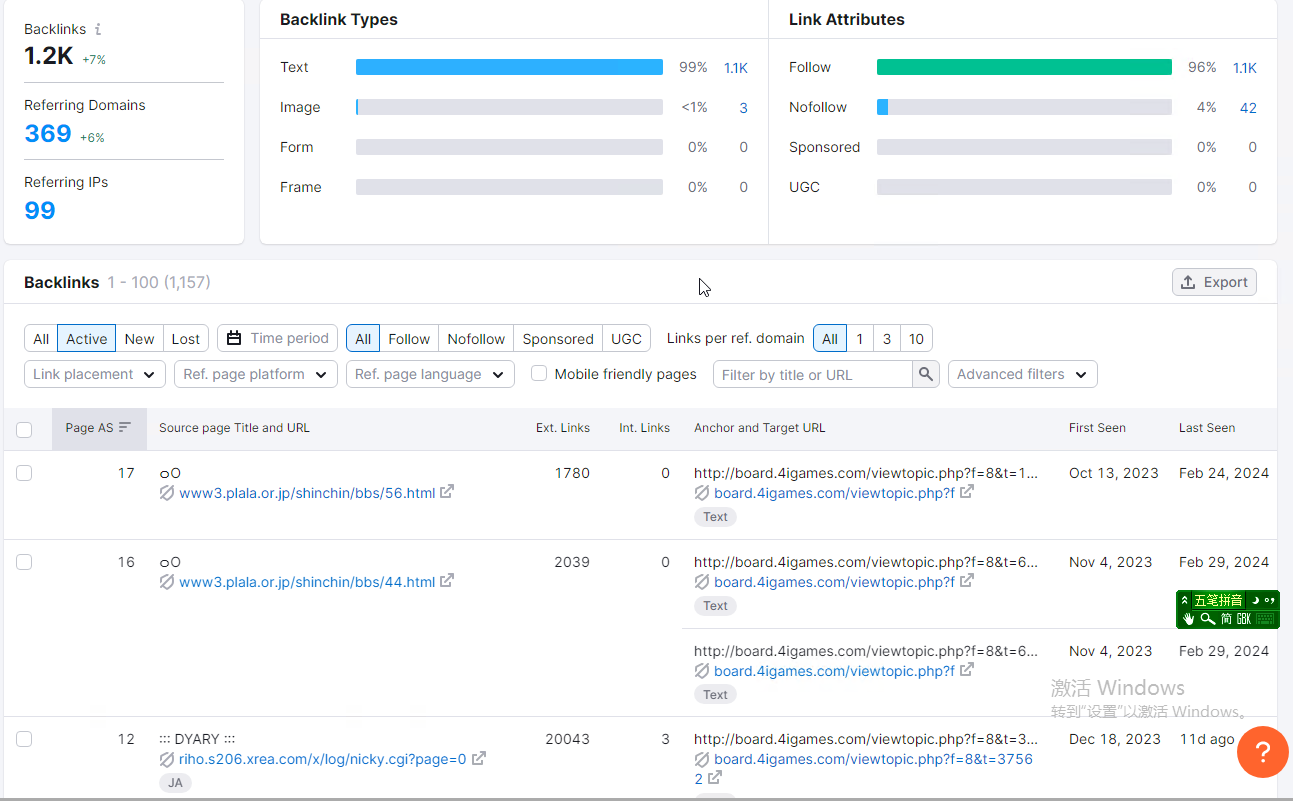 Backlinks i
1.2K +7%
Referring Domains
369 +6%
Referring IPs
99
Backlink Types
Text 99% 1.1K
Image <1% 3
Form 0% 0
Frame 0% 0
Link Attributes
Follow 96% 1.1K
Nofollow 4% 42
Sponsored 0% 0
UGC 0% 0
Backlinks 1 - 100 (1,157)
Export
All Active New Lost Time period All Follow Nofollow Sponsored UGC Links per ref. domain All 1 3 10
Link placement Ref. page platform Ref. page language Mobile friendly pages Filter by title or URL Advanced filters
Page AS Source page Title and URL Ext. Links Int. Links Anchor and Target URL First Seen Last Seen
17 oO 1780 0 http://board.4igames.com/viewtopic.php?f=8&t=1... Oct 13, 2023 Feb 24, 2024
www3.plala.or.jp/shinchin/bbs/56.html board.4igames.com/viewtopic.php?f
Text
16 oO 2039 0 http://board.4igames.com/viewtopic.php?f=8&t=6... Nov 4, 2023 Feb 29, 2024
www3.plala.or.jp/shinchin/bbs/44.html board.4igames.com/viewtopic.php?f
Text
五笔拼音
简 GBK
http://board.4igames.com/viewtopic.php?f=8&t=6... Nov 4, 2023 Feb 29, 2024
board.4igames.com/viewtopic.php?f
Text
激活 Windows
转到“设置”以激活 Windows。
12 ::: DYARY ::: 20043 3 http://board.4igames.com/viewtopic.php?f=8&t=3... Dec 18, 2023 11d ago
riho.s206.xrea.com/x/log/nicky.cgi?page=0 board.4igames.com/viewtopic.php?f=8&t=3756
2
JA
?